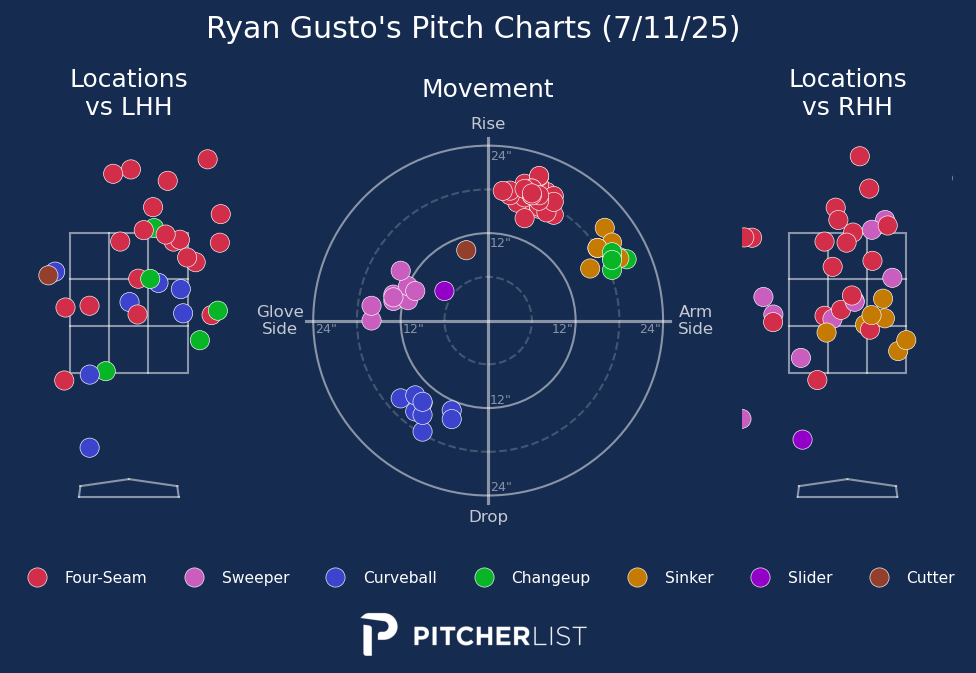 Ryan Gusto's Pitch Charts (7/11/25)
Locations
vs LHH
Movement
Locations
vs RHH
Rise
24"
12"
Glove
Side
24"
12"
12"
24"
Arm
Side
12"
24"
Drop
Four-Seam
Sweeper
Curveball
Changeup
Sinker
Slider
Cutter
PITCHERLIST